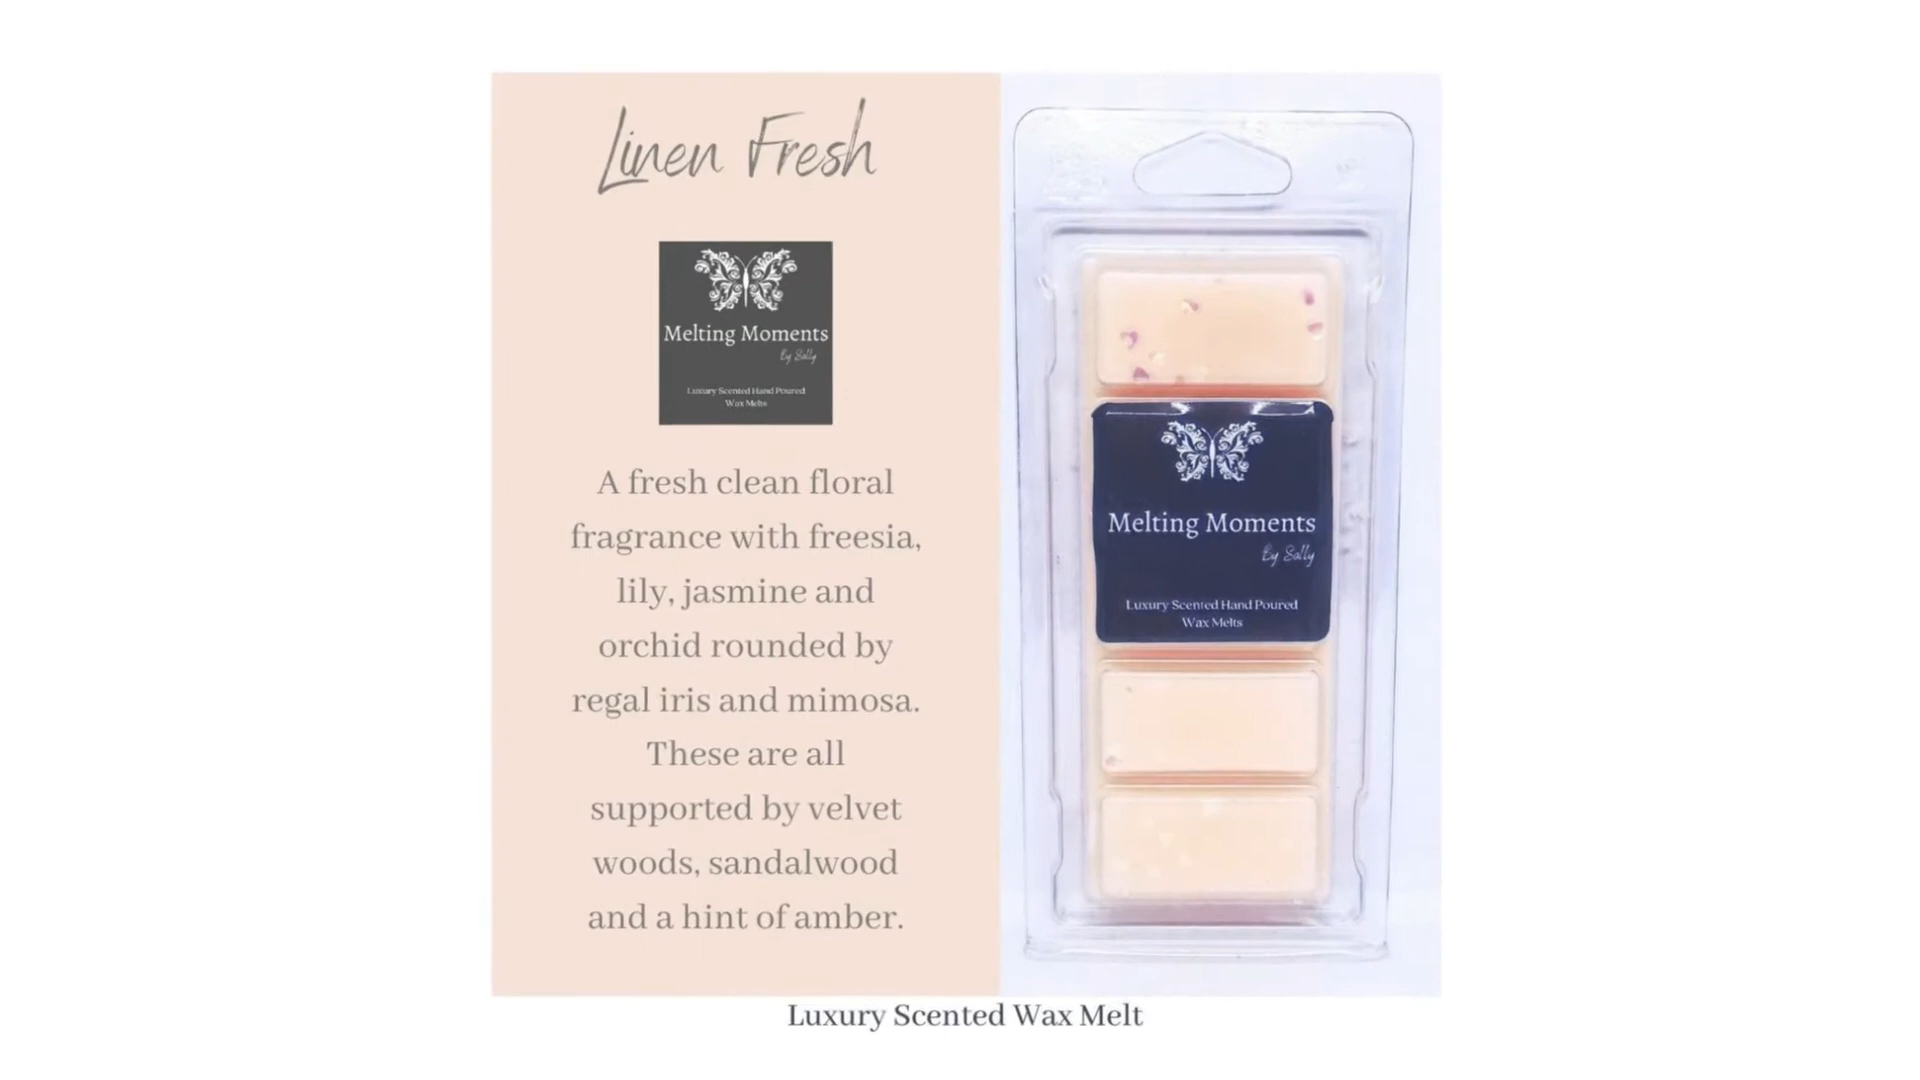 Linen Fresh
Melting Moments
By Sally
Luxury Scented Hand Poured
Wax Melts
A fresh clean floral
fragrance with freesia,
lily, jasmine and
orchid rounded by
regal iris and mimosa.
These are all
supported by velvet
woods, sandalwood
and a hint of amber.
Melting Moments
By Sally
Luxury Scented Hand Poured
Wax Melts
Luxury Scented Wax Melt